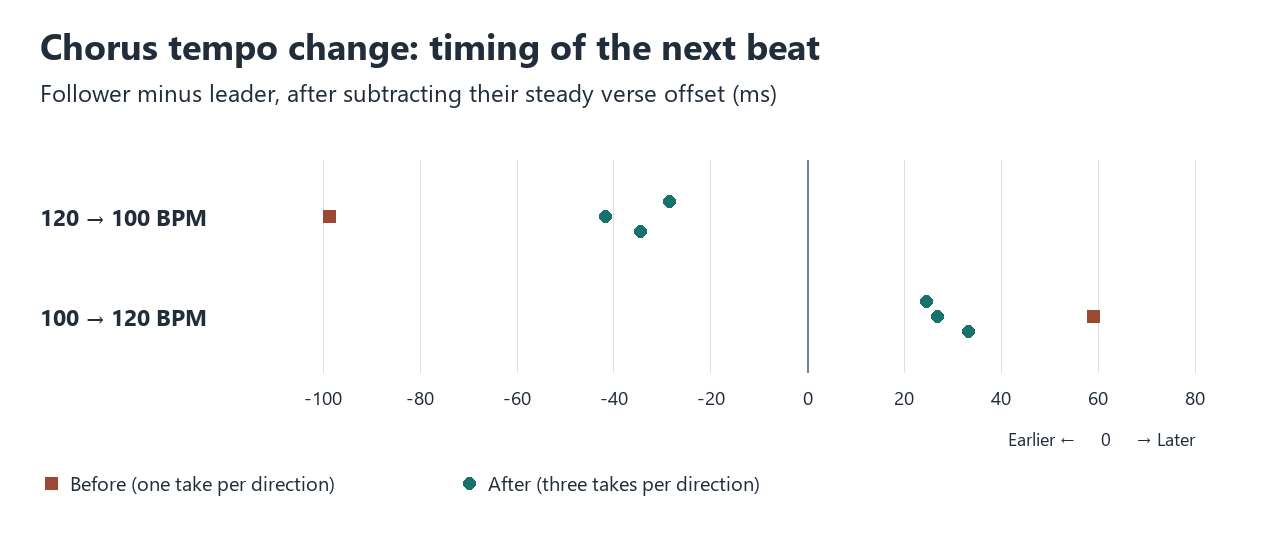 Chorus tempo change: timing of the next beat
Follower minus leader, after subtracting their steady verse offset (ms)
120 → 100 BPM
100 → 120 BPM
-100 -80 -60 -40 -20 0 20 40 60 80
Earlier ← 0 → Later
Before (one take per direction) After (three takes per direction)